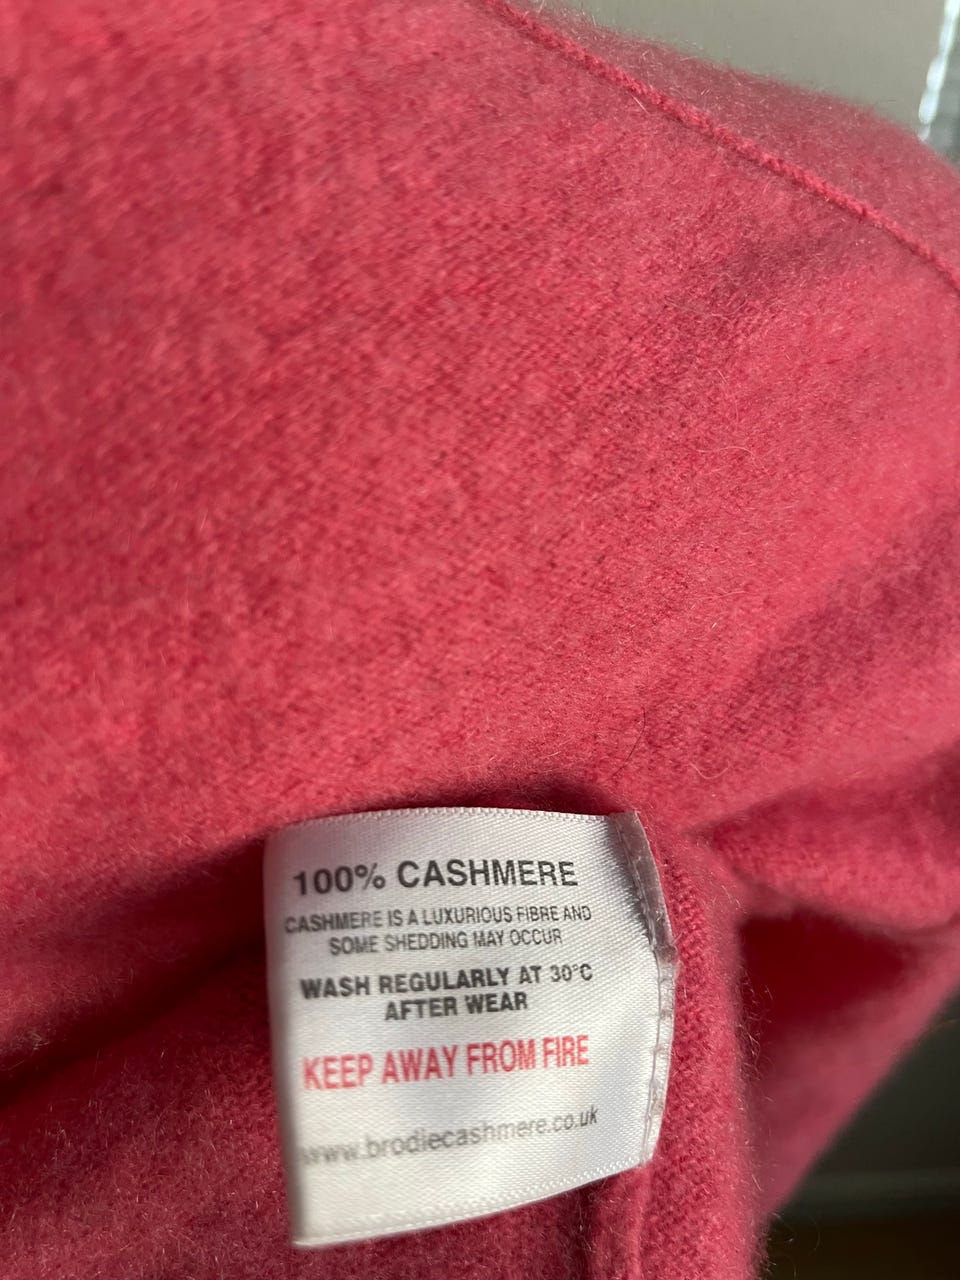 100% CASHMERE
CASHMERE IS A LUXURIOUS FIBRE AND
SOME SHEDDING MAY OCCUR
WASH REGULARLY AT 30°C
AFTER WEAR
KEEP AWAY FROM FIRE
www.brodiecashmere.co.uk